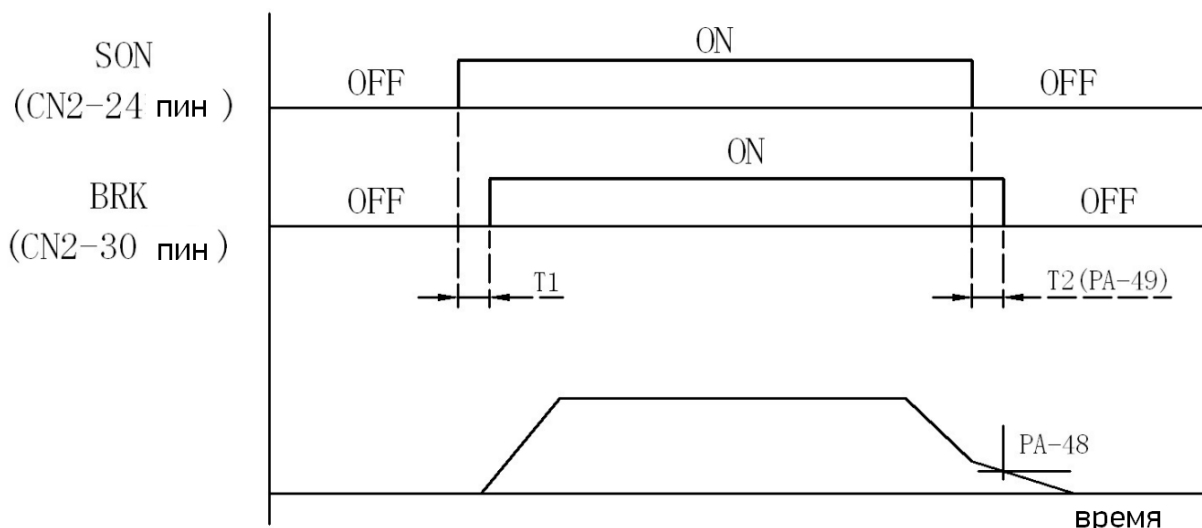 SON
(CN2-24 пин )
OFF
ON
OFF
BRK
(CN2-30 пин )
OFF
ON
OFF
T1
T2(PA-49)
PA-48
время